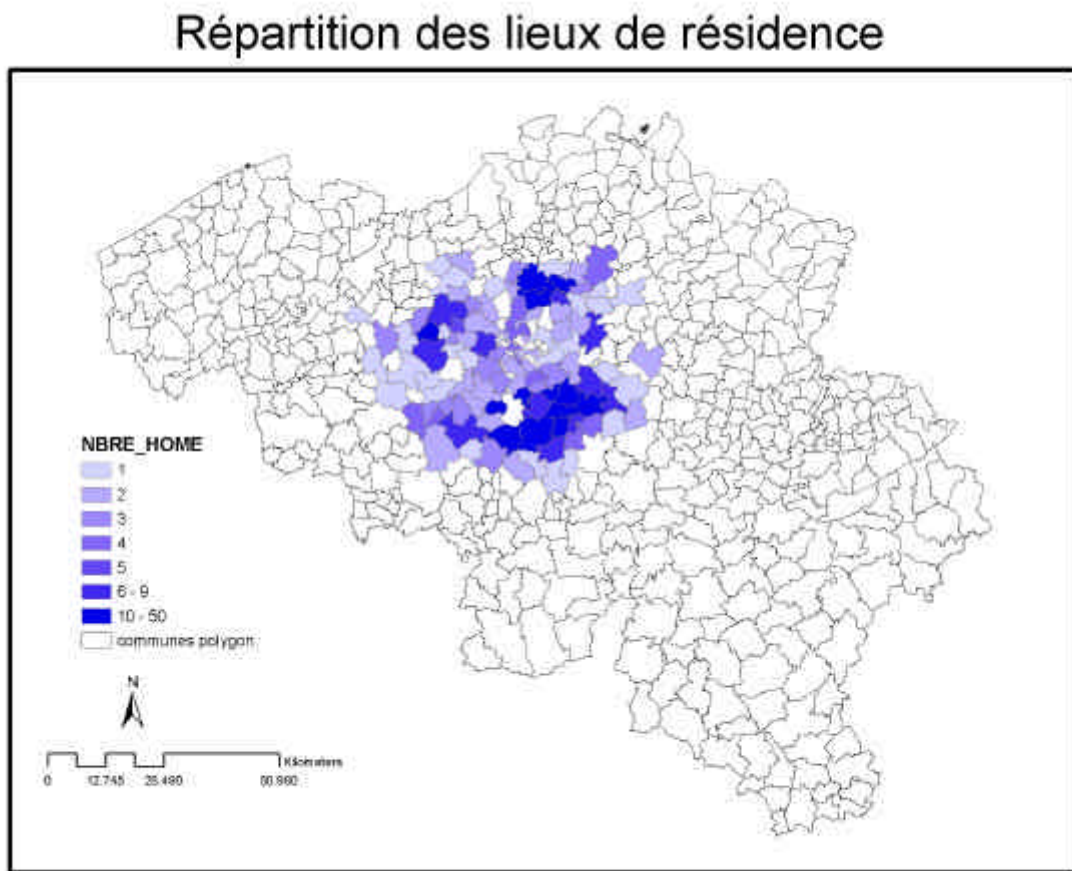 Répartition des lieux de résidence
NBRE_HOME
1
2
3
4
5
6 - 9
10 - 50
communes polygon
N
Kilometers
0 12.745 25.490 50.980